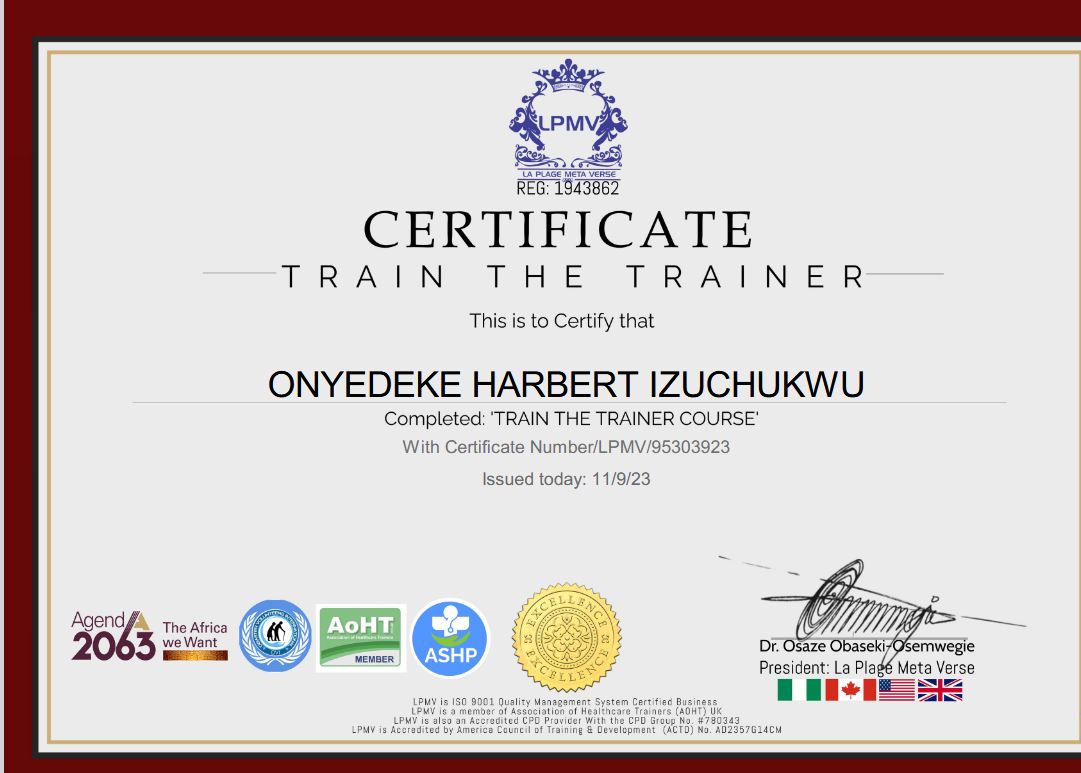 LPMV
LA PLAGE META VERSE
REG: 1943862
CERTIFICATE
TRAIN THE TRAINER
This is to Certify that
ONYEDEKE HARBERT IZUCHUKWU
Completed: 'TRAIN THE TRAINER COURSE'
With Certificate Number/LPMV/95303923
Issued today: 11/9/23
Agenda
2063
The Africa
we Want
AoHT
Association of Healthcare Trainers
MEMBER
ASHP
EXCELLENCE
EXCELLENCE
Dr. Osaze Obaseki-Osemwegie
President: La Plage Meta Verse
LPMV is ISO 9001 Quality Management System Certified Business
LPMV is a member of Association of Healthcare Trainers (AOHT) UK
LPMV is also an Accredited CPD Provider With the CPD Group No. #780343
LPMV is Accredited by America Council of Training & Development (ACTD) No. AD2357G14CM